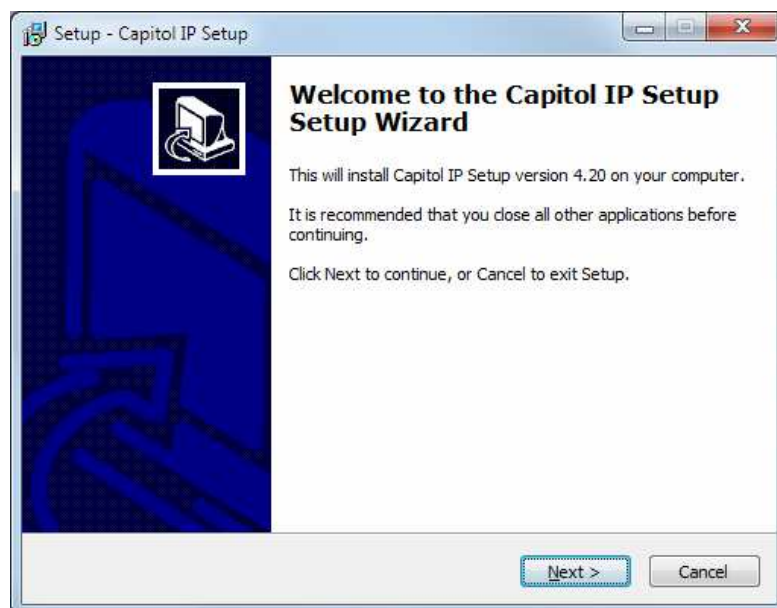 Setup - Capitol IP Setup
Welcome to the Capitol IP Setup
Setup Wizard
This will install Capitol IP Setup version 4.20 on your computer.
It is recommended that you close all other applications before
continuing.
Click Next to continue, or Cancel to exit Setup.
Next >
Cancel